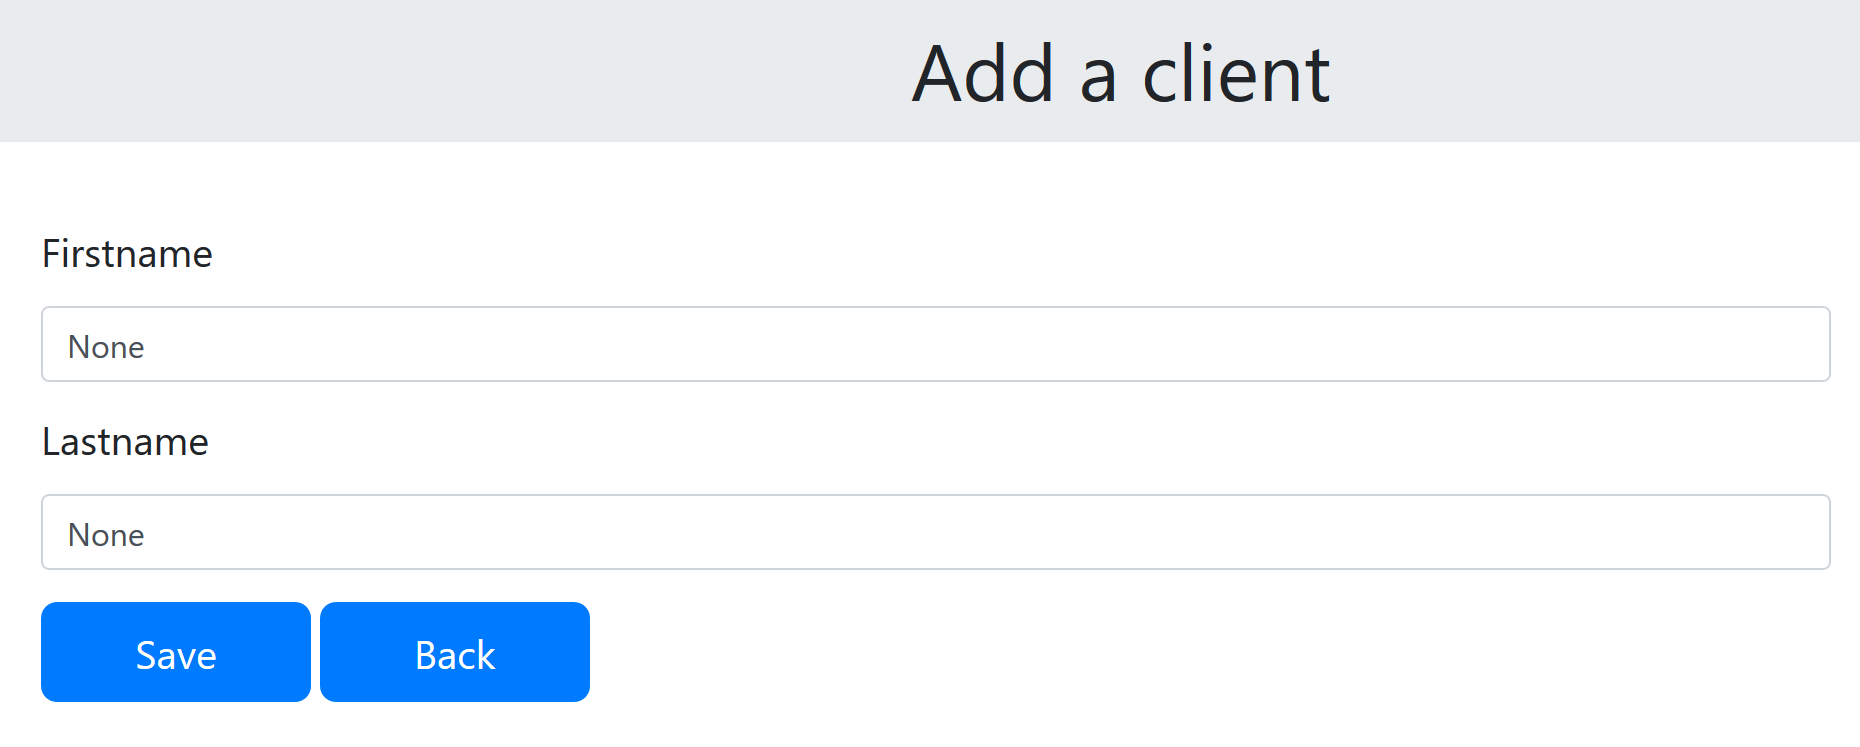 Add a client
Firstname
None
Lastname
None
Save Back